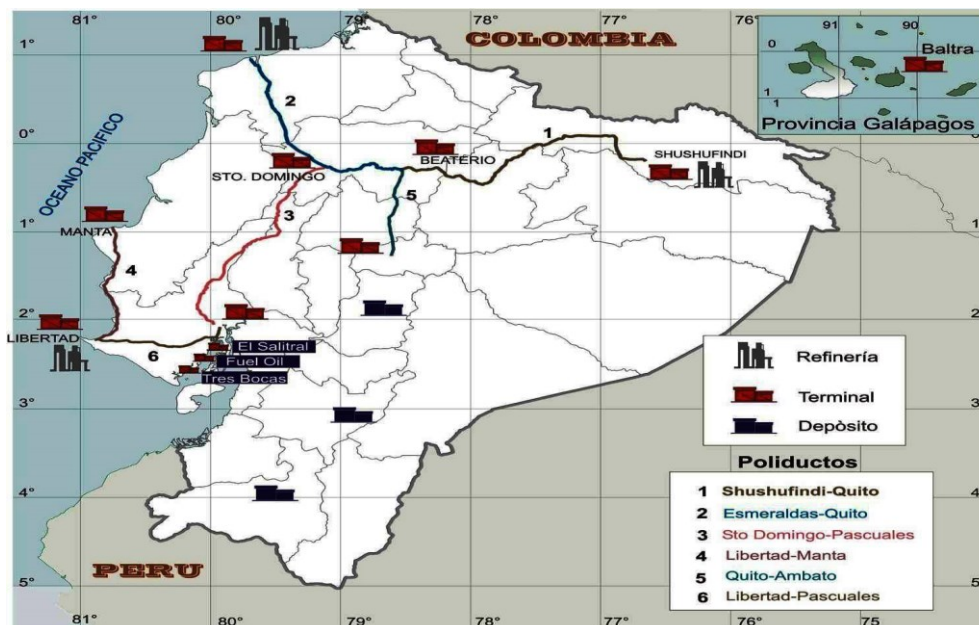 81° 80° 79° 78° 77° 76°
91 90
COLOMBIA
Baltra
1°
0
1
Provincia Galápagos
2
1
OCEANO PACIFICO
0°
BEATERIO
SHUSHUFINDI
STO. DOMINGO
5
3
1° 1
MANTA
4
2° 2
LIBERTAD
6
El Salitral
Fuel Oil
Tres Bocas
Refinería
Terminal
Depòsito
3° 3
Poliductos
1 Shushufindi-Quito
2 Esmeraldas-Quito
3 Sto Domingo-Pascuales
4 Libertad-Manta
5 Quito-Ambato
6 Libertad-Pascuales
4° 4
PERU
5° 5
81° 80° 79° 78° 77° 76°